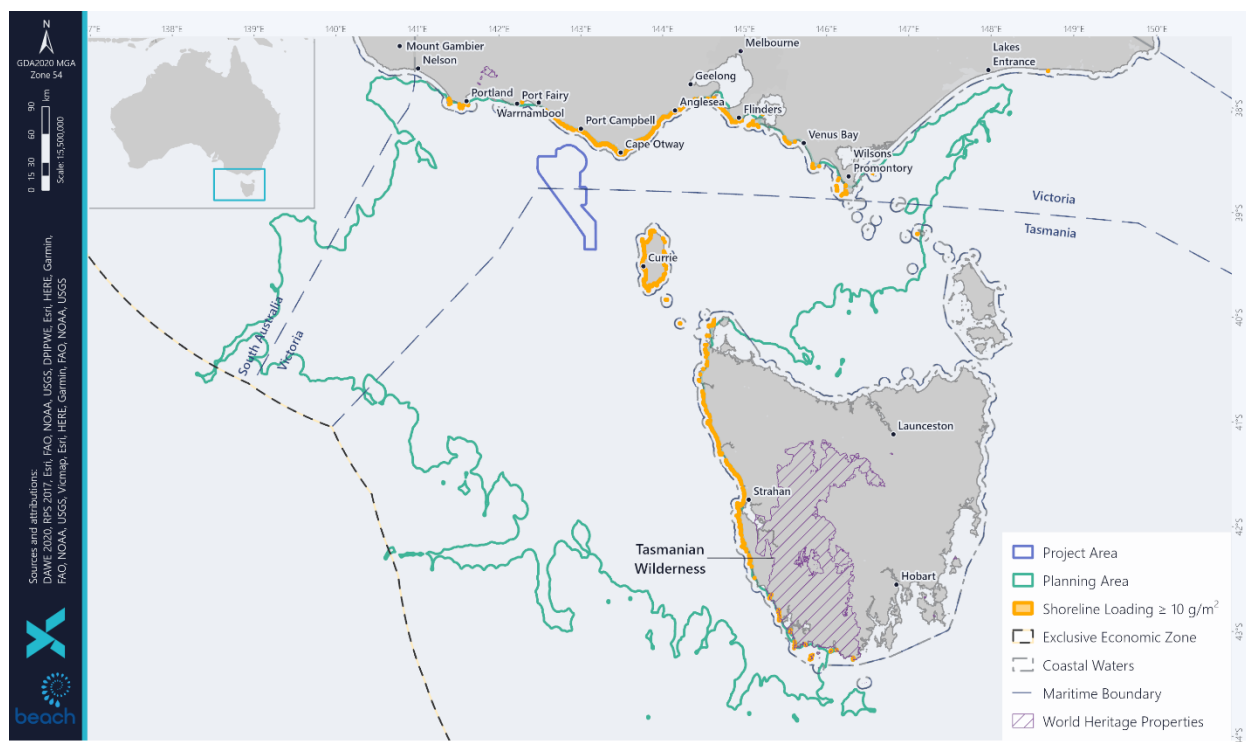 N
GDA2020 MGA
Zone 54
0 15 30 60 90
km
Scale: 1:5,500,000
Sources and attributions:
DAWE 2020, RPS 2017, Esri, FAO, NOAA, USGS, DPIPWE, Esri, HERE, Garmin,
FAO, NOAA, USGS, Vicmap, Esri, HERE, Garmin, FAO, NOAA, USGS
beach
7°E 138°E 139°E 140°E 141°E 142°E 143°E 144°E 145°E 146°E 147°E 148°E 149°E 150°E
38°S
39°S
40°S
41°S
42°S
43°S
44°S
Mount Gambier
Nelson
Portland
Port Fairy
Warrnambool
Port Campbell
Cape Otway
Anglesea
Geelong
Melbourne
Flinders
Venus Bay
Wilsons
Promontory
Lakes
Entrance
Victoria
Tasmania
South Australia
Victoria
Currie
Launceston
Strahan
Tasmanian
Wilderness
Hobart
Project Area
Planning Area
Shoreline Loading ≥ 10 g/m²
Exclusive Economic Zone
Coastal Waters
Maritime Boundary
World Heritage Properties